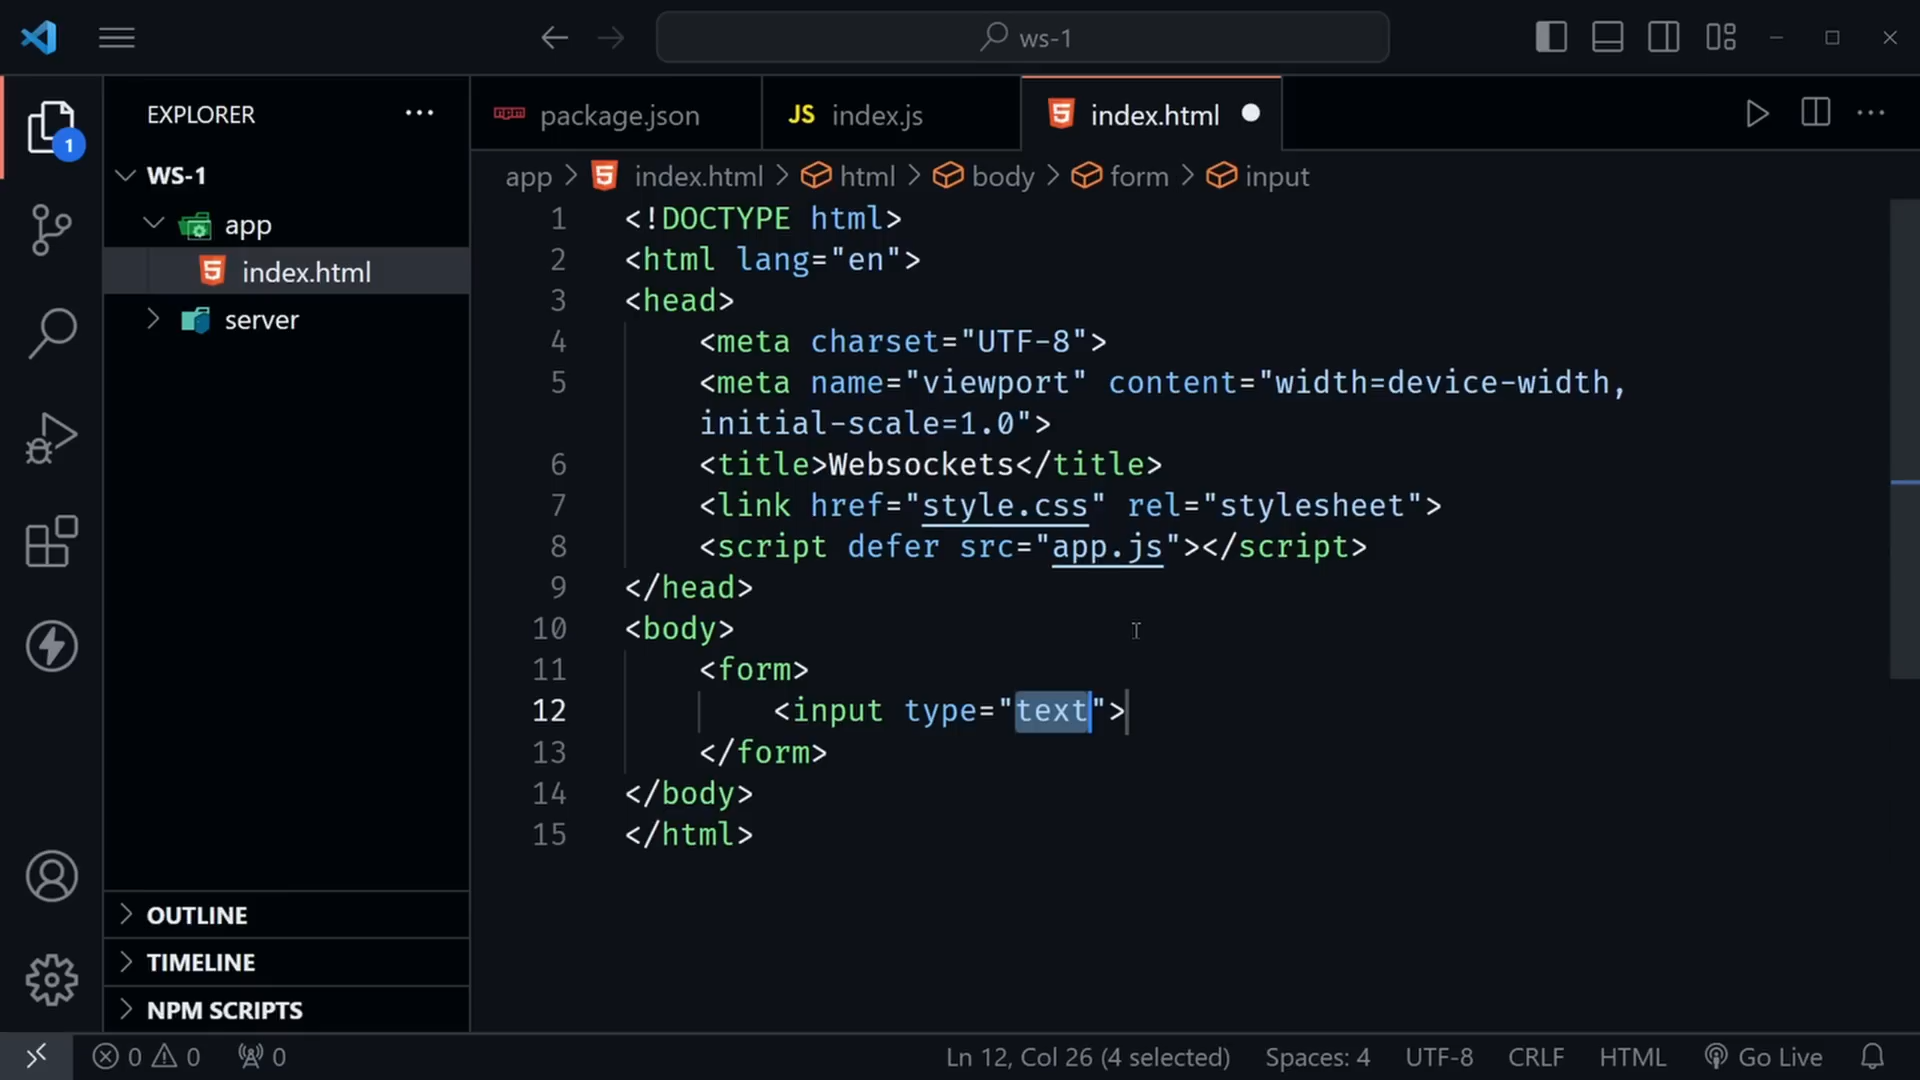 ws-1
EXPLORER
package.json
JS index.js
index.html
1
app > index.html > html > body > form > input
WS-1
app
index.html
server
1 <!DOCTYPE html>
2 <html lang="en">
3 <head>
4 <meta charset="UTF-8">
5 <meta name="viewport" content="width=device-width,
initial-scale=1.0">
6 <title>Websockets</title>
7 <link href="style.css" rel="stylesheet">
8 <script defer src="app.js"></script>
9 </head>
10 <body>
11 <form>
12 <input type="text">
13 </form>
14 </body>
15 </html>
OUTLINE
TIMELINE
NPM SCRIPTS
0 0 0
Ln 12, Col 26 (4 selected) Spaces: 4 UTF-8 CRLF HTML Go Live